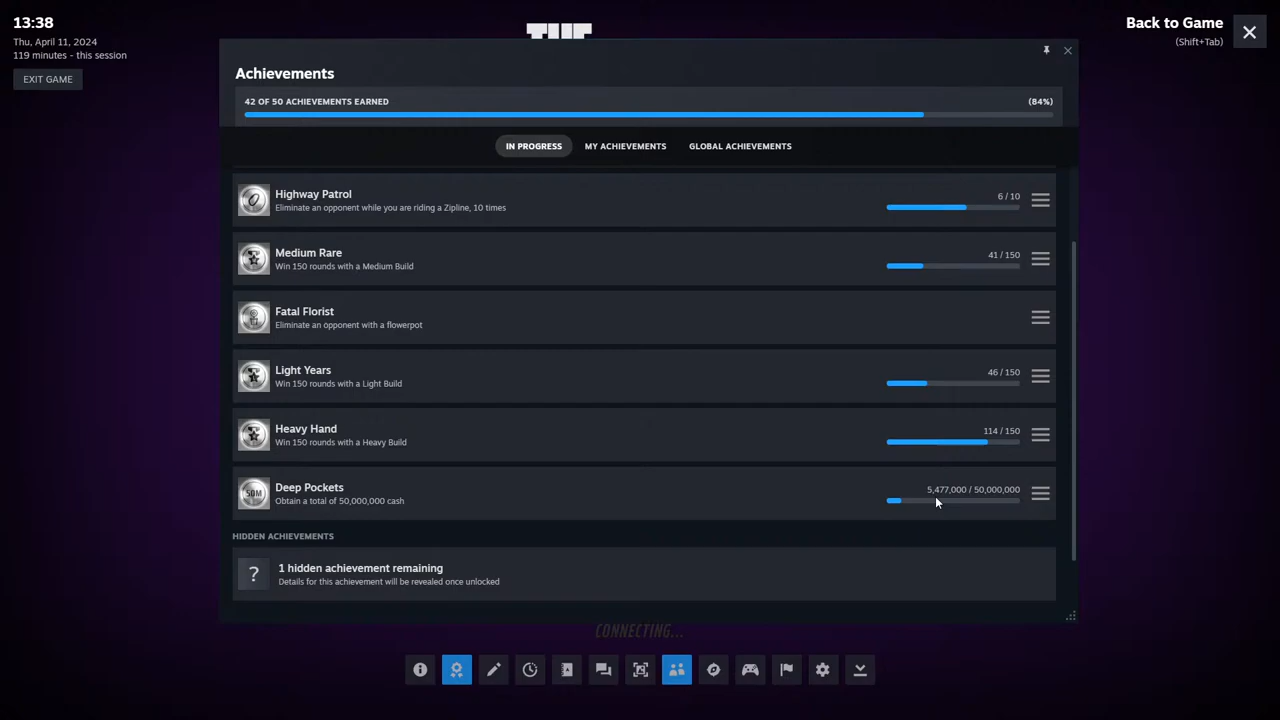 13:38
Thu, April 11, 2024
119 minutes - this session
EXIT GAME
Back to Game
(Shift+Tab)
Achievements
42 OF 50 ACHIEVEMENTS EARNED
(84%)
IN PROGRESS
MY ACHIEVEMENTS
GLOBAL ACHIEVEMENTS
Highway Patrol
Eliminate an opponent while you are riding a Zipline, 10 times
6 / 10
Medium Rare
Win 150 rounds with a Medium Build
41 / 150
Fatal Florist
Eliminate an opponent with a flowerpot
Light Years
Win 150 rounds with a Light Build
46 / 150
Heavy Hand
Win 150 rounds with a Heavy Build
114 / 150
50M
Deep Pockets
Obtain a total of 50,000,000 cash
5,477,000 / 50,000,000
HIDDEN ACHIEVEMENTS
?
1 hidden achievement remaining
Details for this achievement will be revealed once unlocked
CONNECTING...